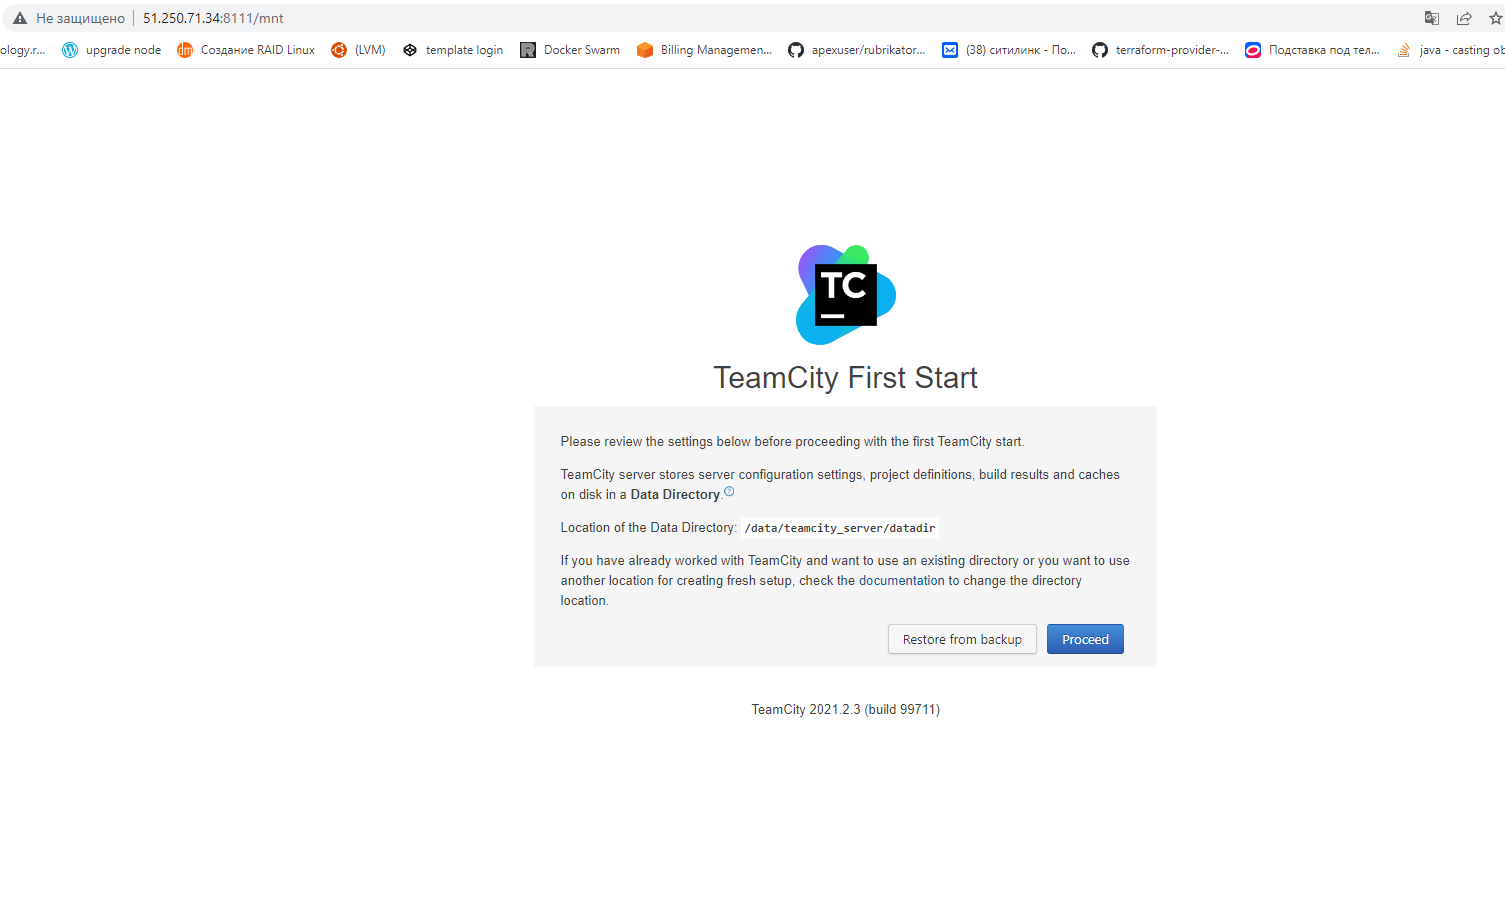 Не защищено 51.250.71.34:8111/mnt
ology.r... upgrade node Создание RAID Linux (LVM) template login Docker Swarm Billing Managemen... apexuser/rubrikator... (38) ситилинк - По... terraform-provider-... Подставка под тел... java - casting ob
TC
TeamCity First Start
Please review the settings below before proceeding with the first TeamCity start.
TeamCity server stores server configuration settings, project definitions, build results and caches
on disk in a Data Directory.
Location of the Data Directory: /data/teamcity_server/datadir
If you have already worked with TeamCity and want to use an existing directory or you want to use
another location for creating fresh setup, check the documentation to change the directory
location.
Restore from backup Proceed
TeamCity 2021.2.3 (build 99711)